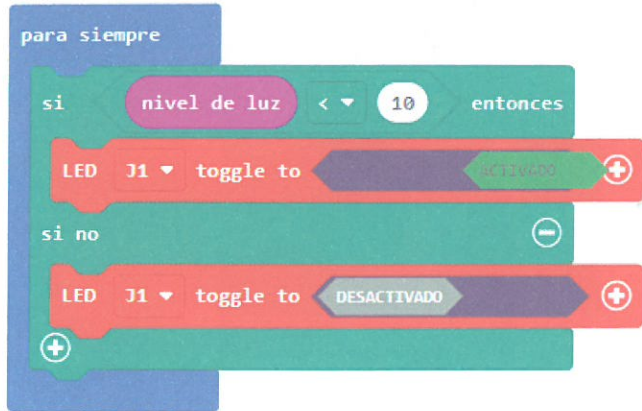 para siempre
si nivel de luz < 10 entonces
LED J1 toggle to ACTIVADO
si no
LED J1 toggle to DESACTIVADO